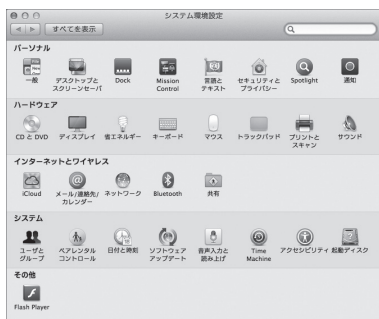 システム環境設定
すべてを表示
パーソナル
一般
デスクトップと
スクリーンセーバ
Dock
Mission
Control
言語と
テキスト
セキュリティと
プライバシー
Spotlight
通知
ハードウェア
CD と DVD
ディスプレイ
省エネルギー
キーボード
マウス
トラックパッド
プリントと
スキャン
サウンド
インターネットとワイヤレス
iCloud
メール/連絡先/
カレンダー
ネットワーク
Bluetooth
共有
システム
ユーザと
グループ
ペアレンタル
コントロール
日付と時刻
ソフトウェア
アップデート
音声入力と
読み上げ
Time
Machine
アクセシビリティ
起動ディスク
その他
Flash Player